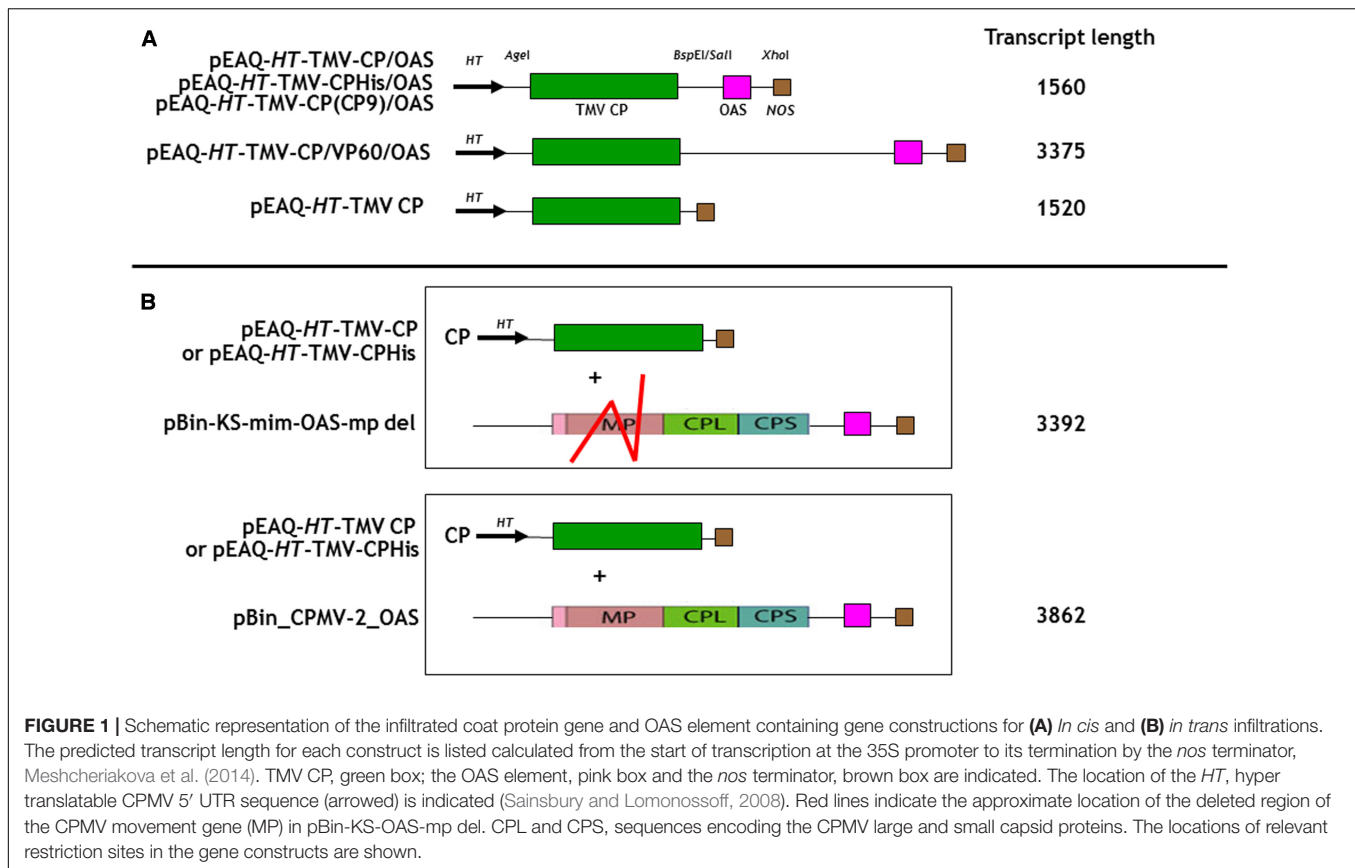 A
Transcript length
pEAQ-HT-TMV-CP/OAS
pEAQ-HT-TMV-CPHis/OAS
pEAQ-HT-TMV-CP(CP9)/OAS
HT
AgeI
BspEI/SalI
XhoI
TMV CP
OAS
NOS
1560
pEAQ-HT-TMV-CP/VP60/OAS
HT
3375
pEAQ-HT-TMV CP
HT
1520
B
pEAQ-HT-TMV-CP
or pEAQ-HT-TMV-CPHis
CP
HT
+
pBin-KS-mim-OAS-mp del
MP
CPL
CPS
3392
pEAQ-HT-TMV CP
or pEAQ-HT-TMV-CPHis
CP
HT
+
pBin_CPMV-2_OAS
MP
CPL
CPS
3862
FIGURE 1 | Schematic representation of the infiltrated coat protein gene and OAS element containing gene constructions for (A) In cis and (B) in trans infiltrations.
The predicted transcript length for each construct is listed calculated from the start of transcription at the 35S promoter to its termination by the nos terminator,
Meshcheriakova et al. (2014). TMV CP, green box; the OAS element, pink box and the nos terminator, brown box are indicated. The location of the HT, hyper
translatable CPMV 5′ UTR sequence (arrowed) is indicated (Sainsbury and Lomonossoff, 2008). Red lines indicate the approximate location of the deleted region of
the CPMV movement gene (MP) in pBin-KS-OAS-mp del. CPL and CPS, sequences encoding the CPMV large and small capsid proteins. The locations of relevant
restriction sites in the gene constructs are shown.